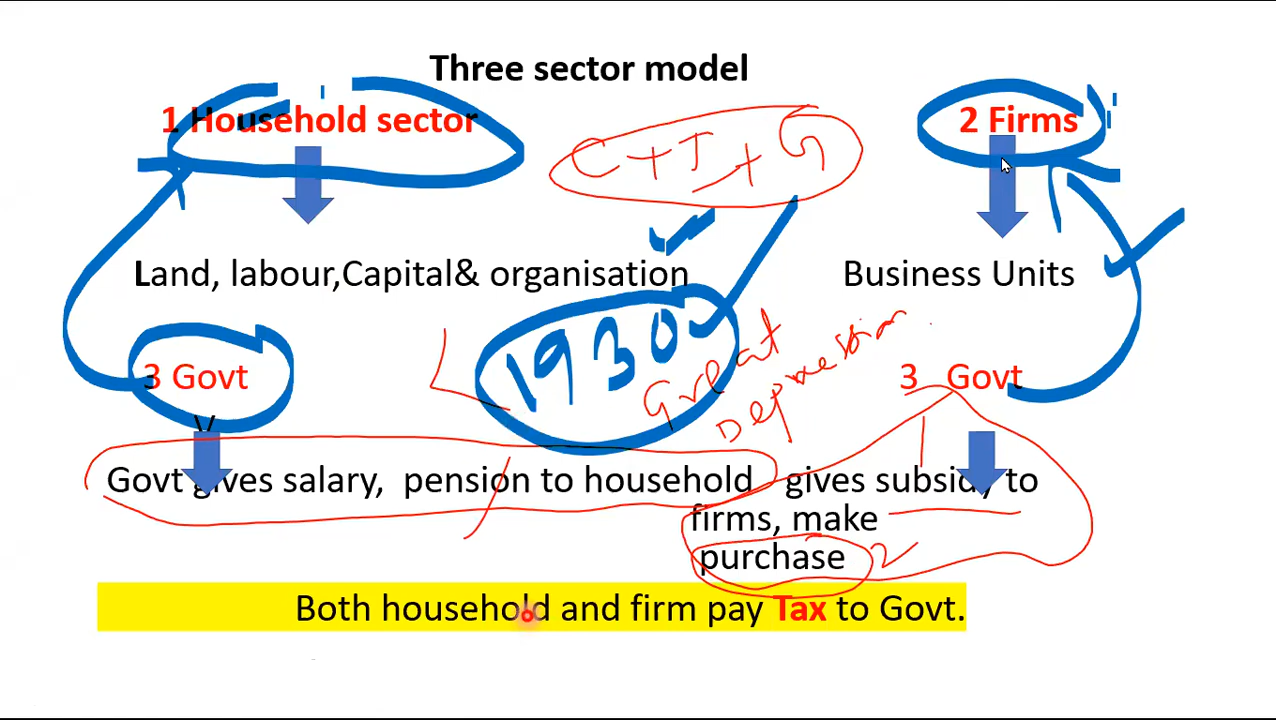 Three sector model
1 Household sector
2 Firms
C+I+G
Land, labour,Capital& organisation
Business Units
1930
Great
Depression
3 Govt
3 Govt
V
Govt gives salary, pension to household gives subsidy to
firms, make
purchase
2
1
Both household and firm pay Tax to Govt.